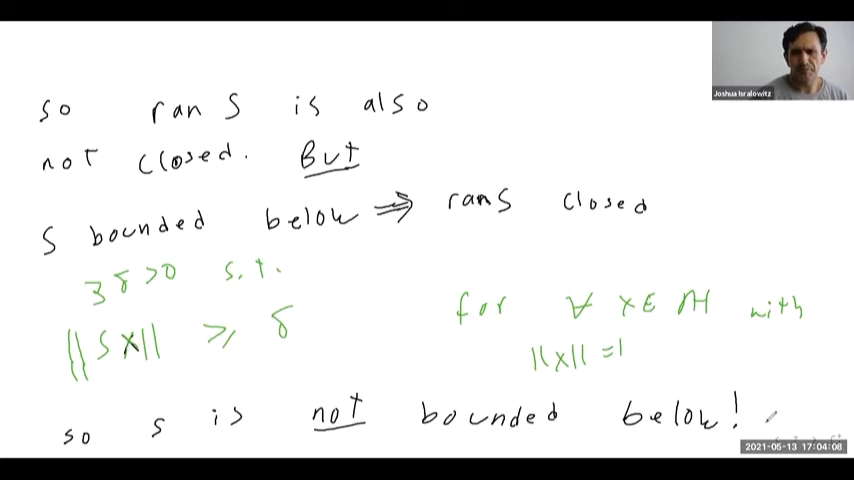 Joshua Isralowitz
so ran S is also
not closed. But
S bounded below ⇒ ran S closed
∃ δ > 0 s.t.
||Sx|| ≥ δ for ∀ x ∈ H with
||x|| = 1
so S is not bounded below!
2021-05-13 17:04:08